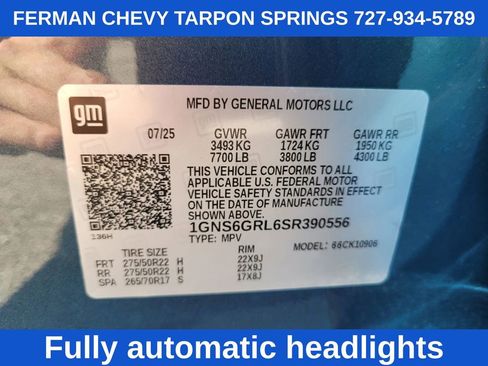 FERMAN CHEVY TARPON SPRINGS 727-934-5789
gm
MFD BY GENERAL MOTORS LLC
07/25 GVWR GAWR FRT GAWR RR
3493 KG 1724 KG 1950 KG
7700 LB 3800 LB 4300 LB
THIS VEHICLE CONFORMS TO ALL
APPLICABLE U.S. FEDERAL MOTOR
VEHICLE SAFETY STANDARDS IN EFFECT
ON THE DATE OF MANUFACTURE
SHOWN ABOVE.
1GNS6GRL6SR390556
TYPE: MPV MODEL: 66CK10906
136H
TIRE SIZE RIM
FRT 275/50R22 H 22X9J
RR 275/50R22 H 22X9J
SPA 265/70R17 S 17X8J
Fully automatic headlights